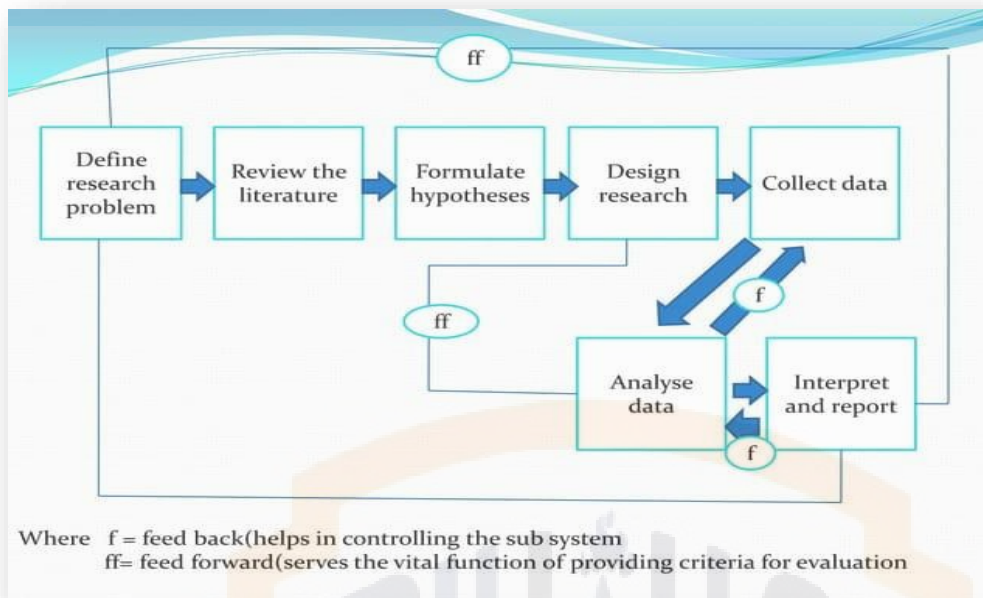 ff
Define
research
problem
Review the
literature
Formulate
hypotheses
Design
research
Collect data
f
ff
Analyse
data
Interpret
and report
f
Where f = feed back(helps in controlling the sub system
ff= feed forward(serves the vital function of providing criteria for evaluation